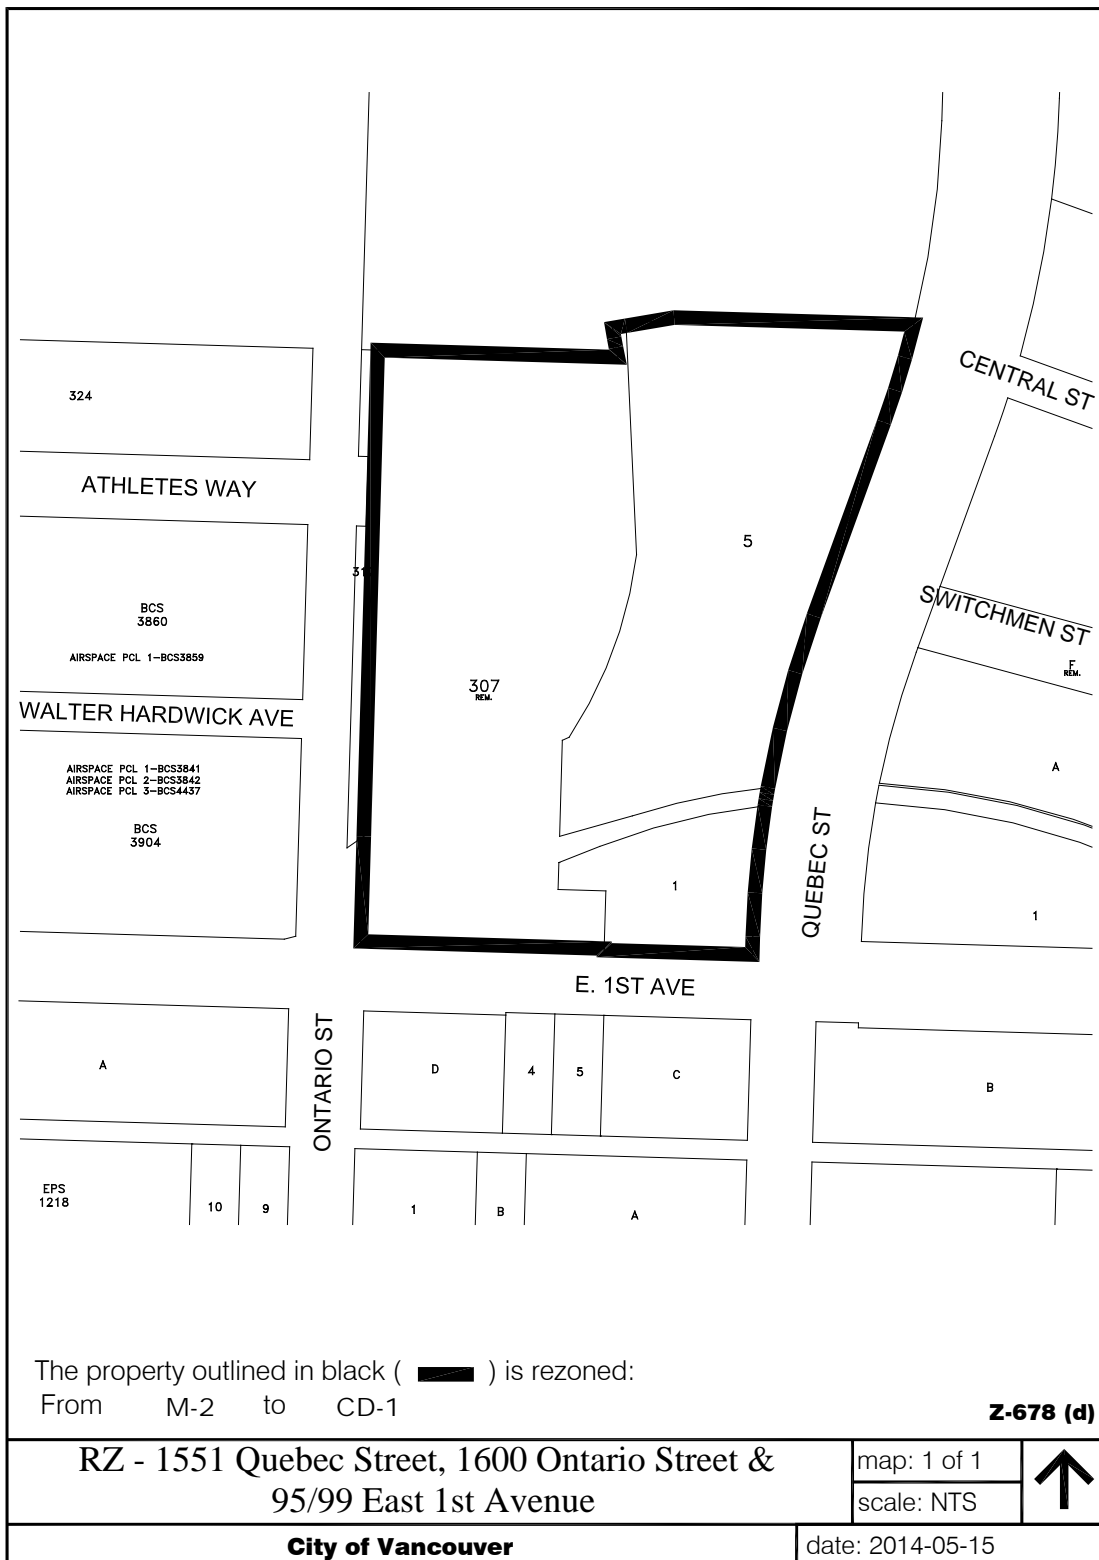 CENTRAL ST
324
ATHLETES WAY
5
31
SWITCHMEN ST
BCS
3860
AIRSPACE PCL 1-BCS3859
F
REM.
307
REM.
WALTER HARDWICK AVE
AIRSPACE PCL 1-BCS3841
AIRSPACE PCL 2-BCS3842
AIRSPACE PCL 3-BCS4437
A
BCS
3904
QUEBEC ST
1
1
E. 1ST AVE
ONTARIO ST
A
D
4
5
C
B
EPS
1218
10
9
1
B
A
The property outlined in black ( ) is rezoned:
From M-2 to CD-1
Z-678 (d)
RZ - 1551 Quebec Street, 1600 Ontario Street &
95/99 East 1st Avenue
map: 1 of 1
scale: NTS
City of Vancouver
date: 2014-05-15